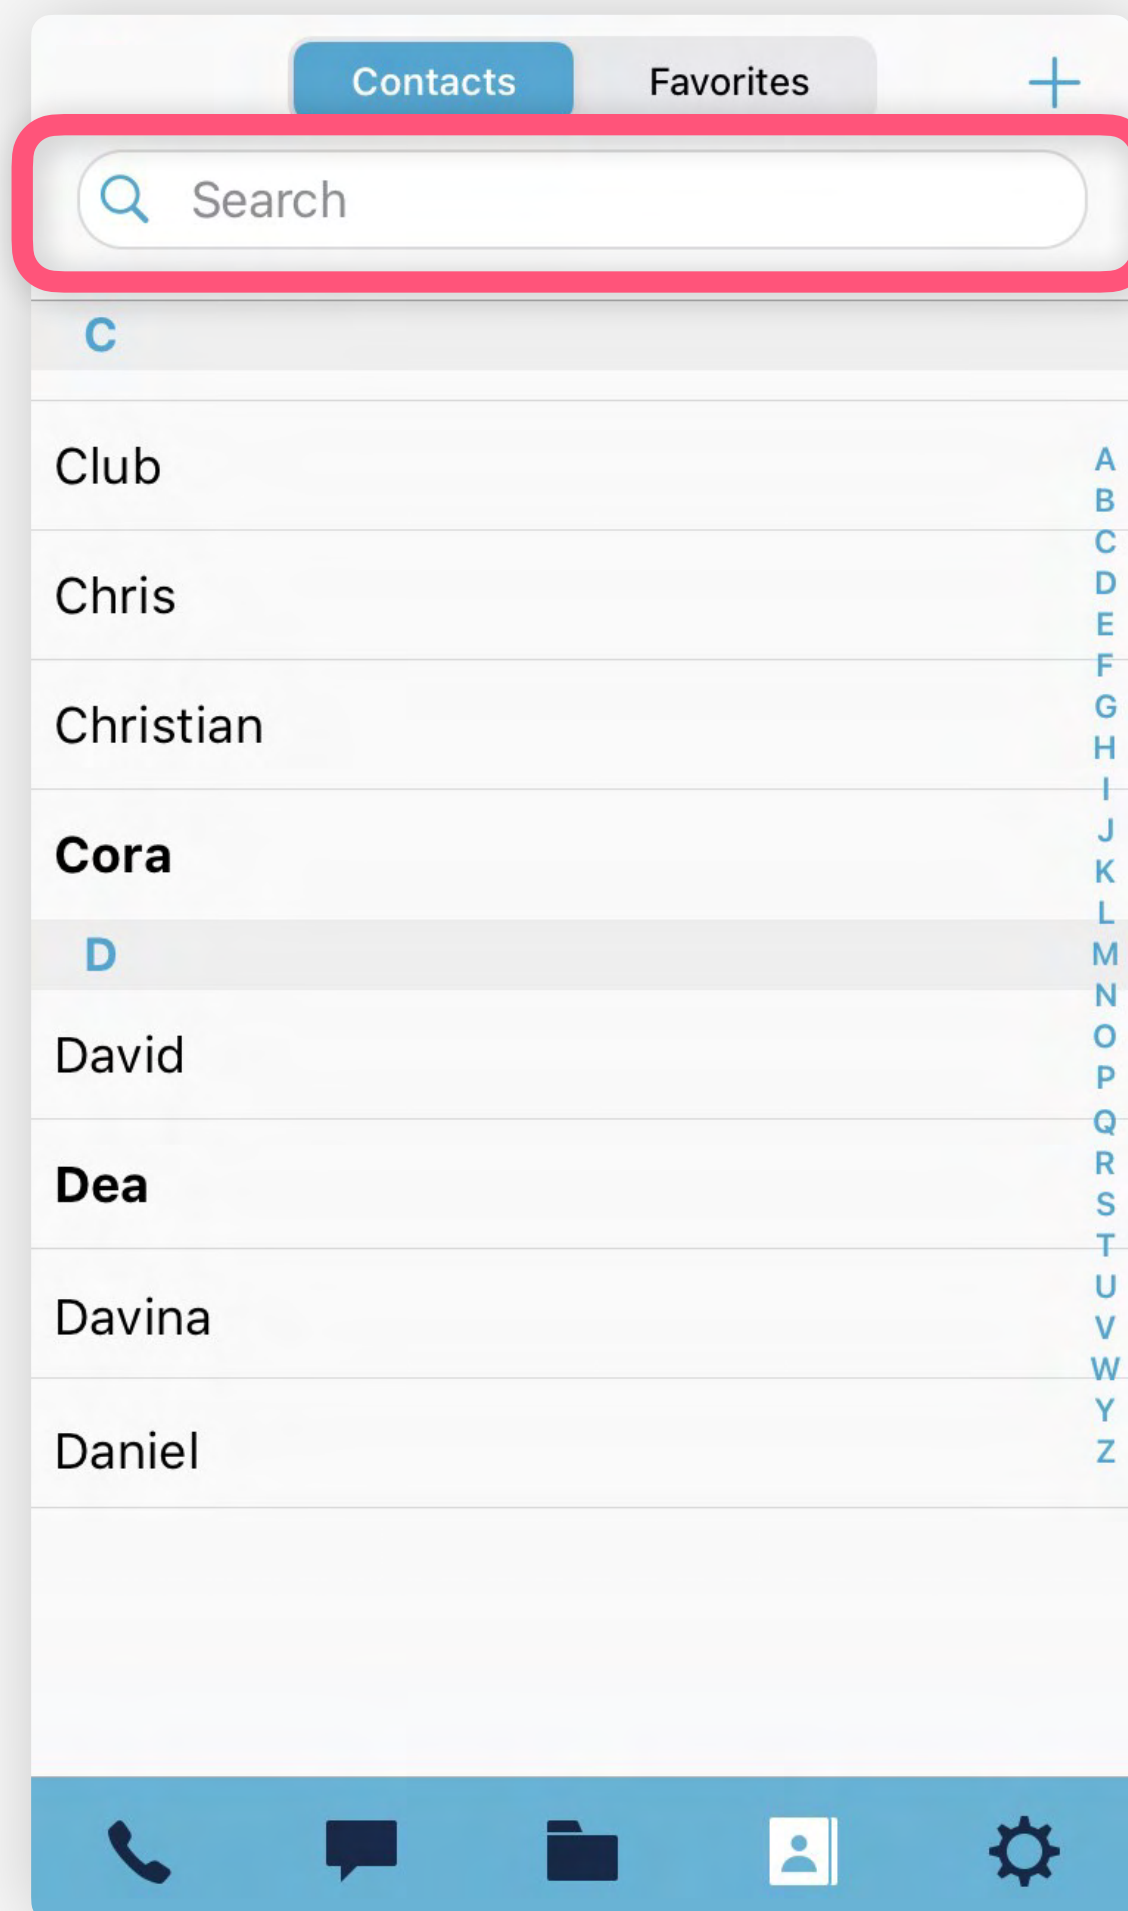 Contacts Favorites
Search
C
Club
Chris
Christian
Cora
D
David
Dea
Davina
Daniel
A
B
C
D
E
F
G
H
I
J
K
L
M
N
O
P
Q
R
S
T
U
V
W
Y
Z